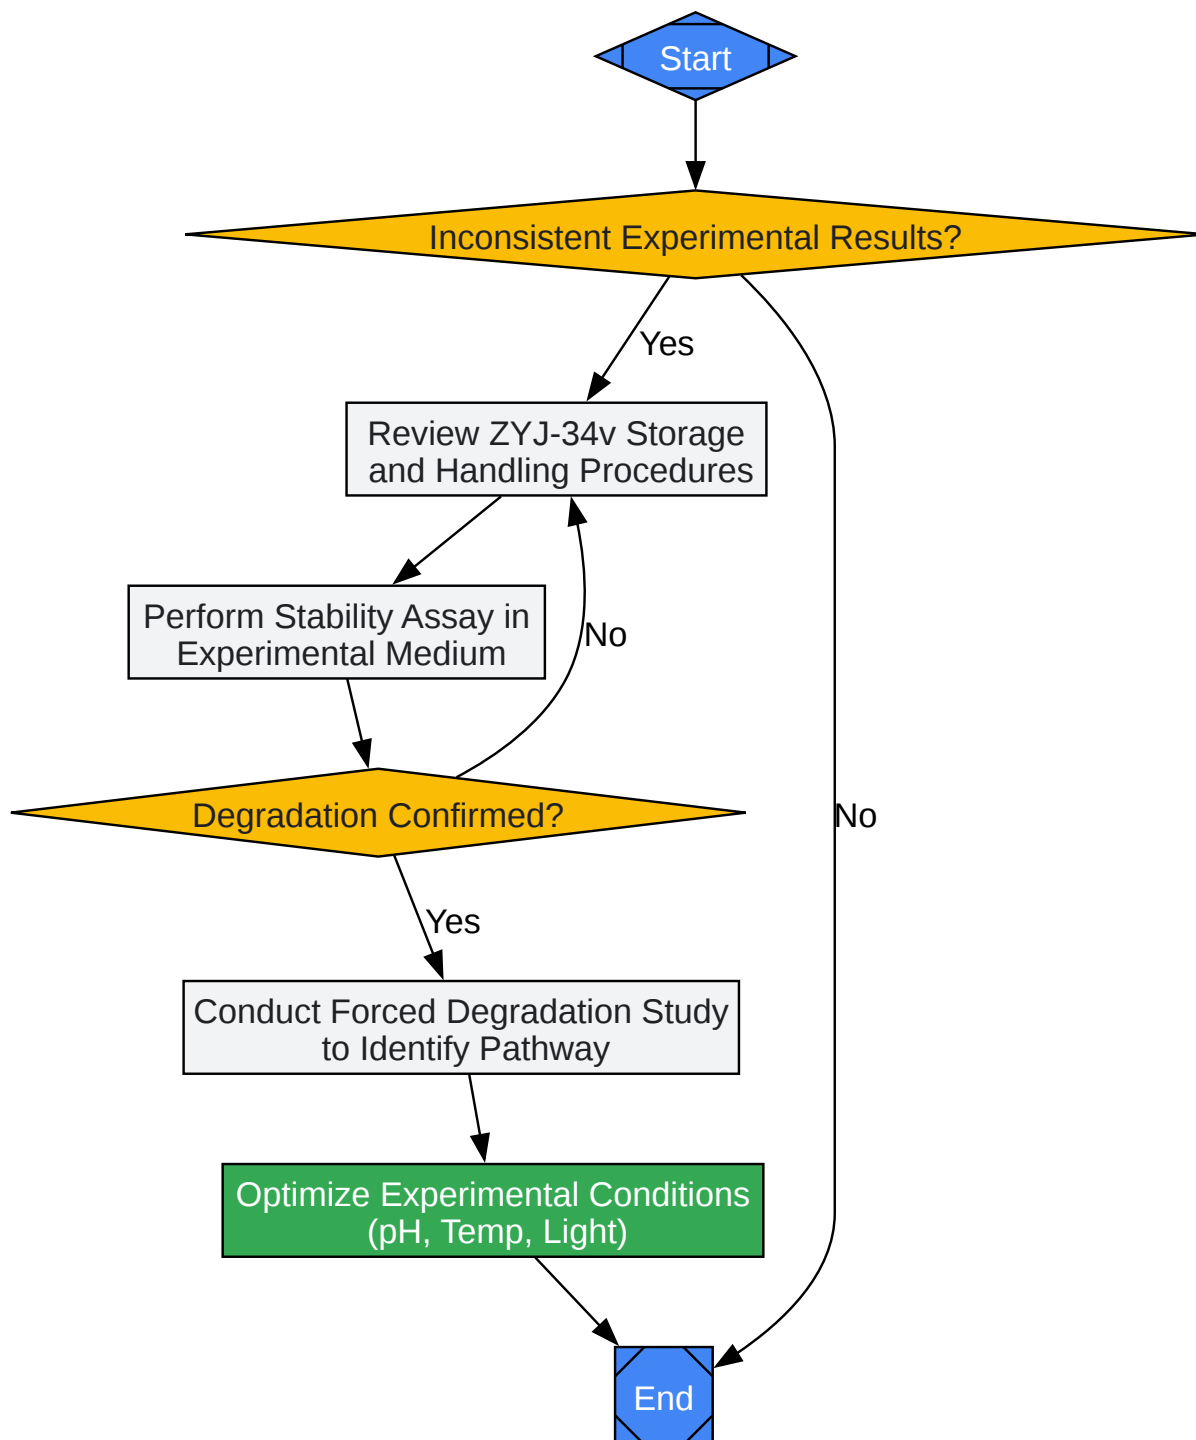 Start
Inconsistent Experimental Results?
Yes
Review ZYJ-34v Storage
and Handling Procedures
Perform Stability Assay in
Experimental Medium
No
Degradation Confirmed?
No
Yes
Conduct Forced Degradation Study
to Identify Pathway
Optimize Experimental Conditions
(pH, Temp, Light)
End